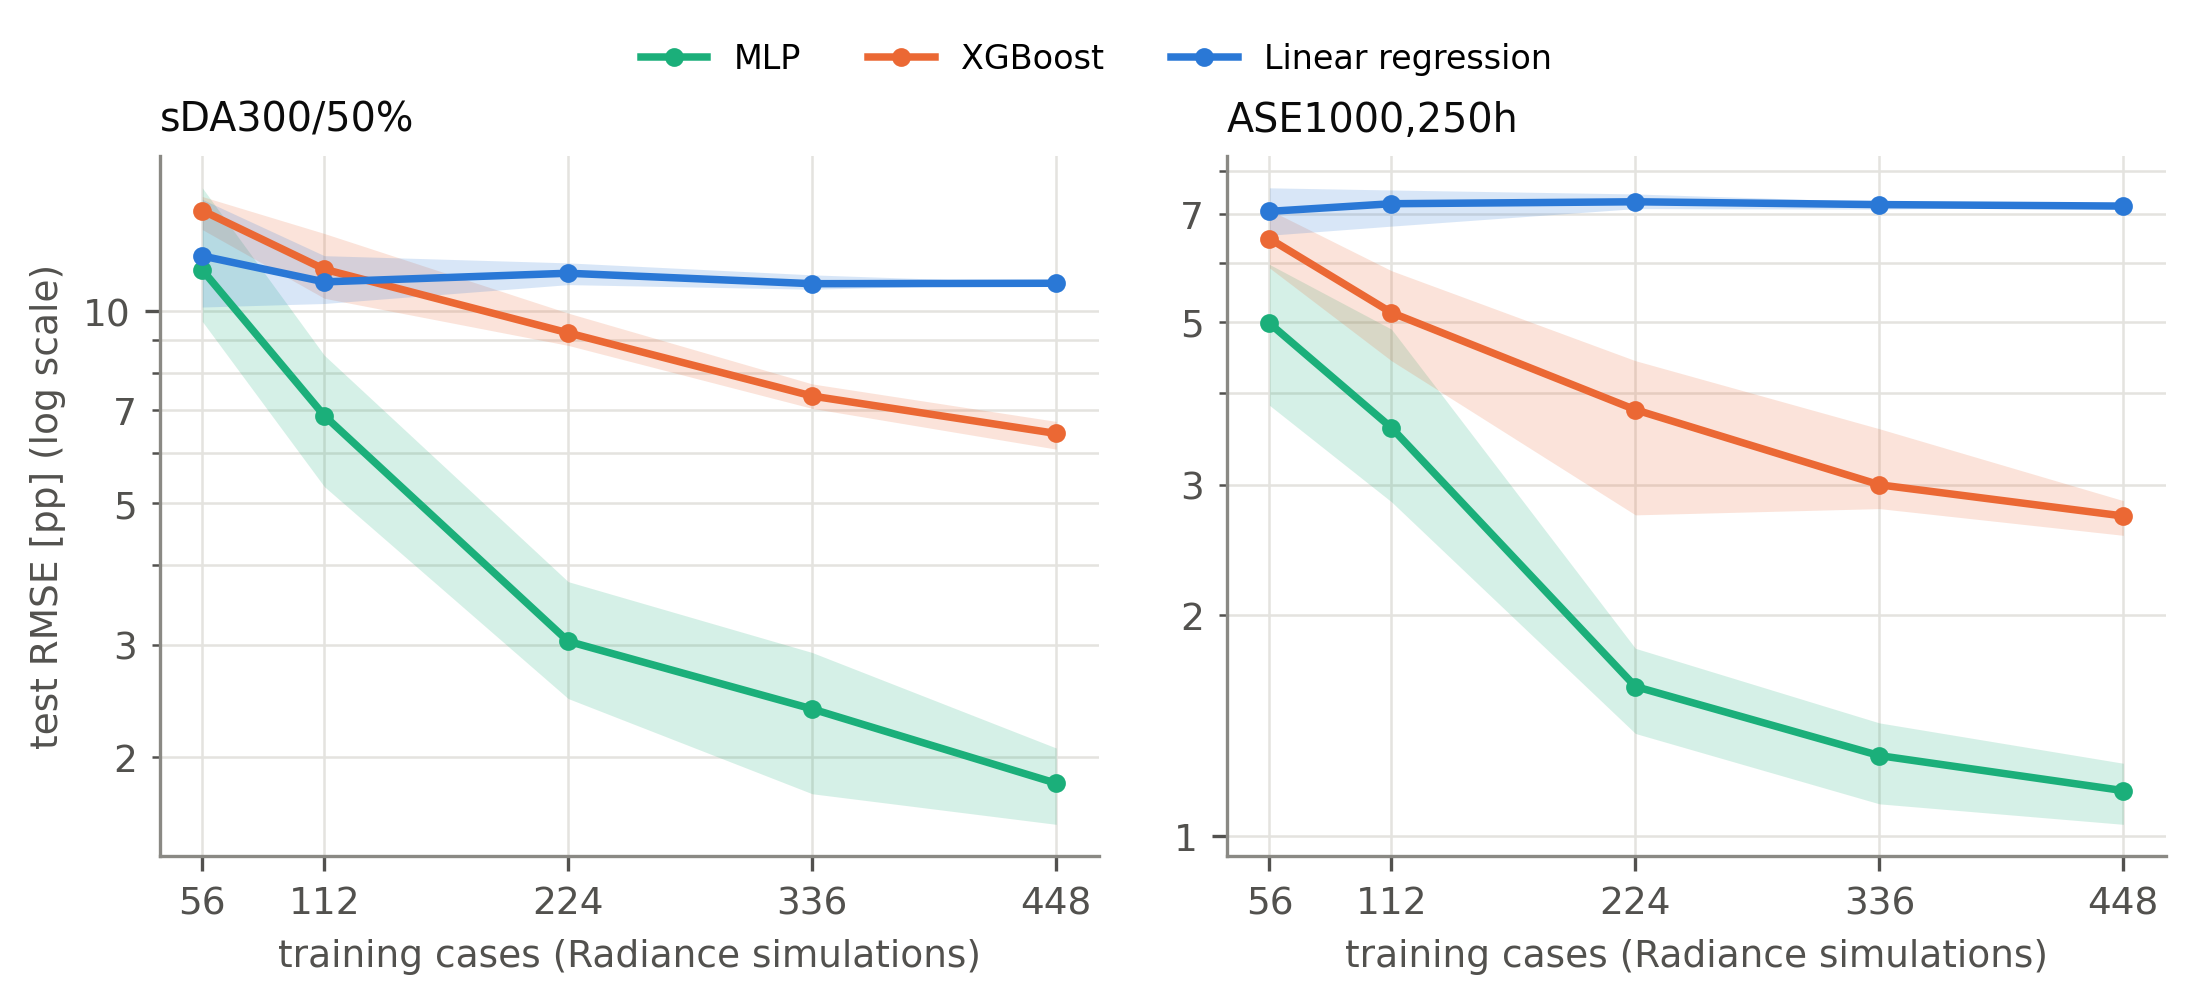 MLP XGBoost Linear regression
sDA300/50%
test RMSE [pp] (log scale)
10
7
5
3
2
56 112 224 336 448
training cases (Radiance simulations)
ASE1000,250h
7
5
3
2
1
56 112 224 336 448
training cases (Radiance simulations)